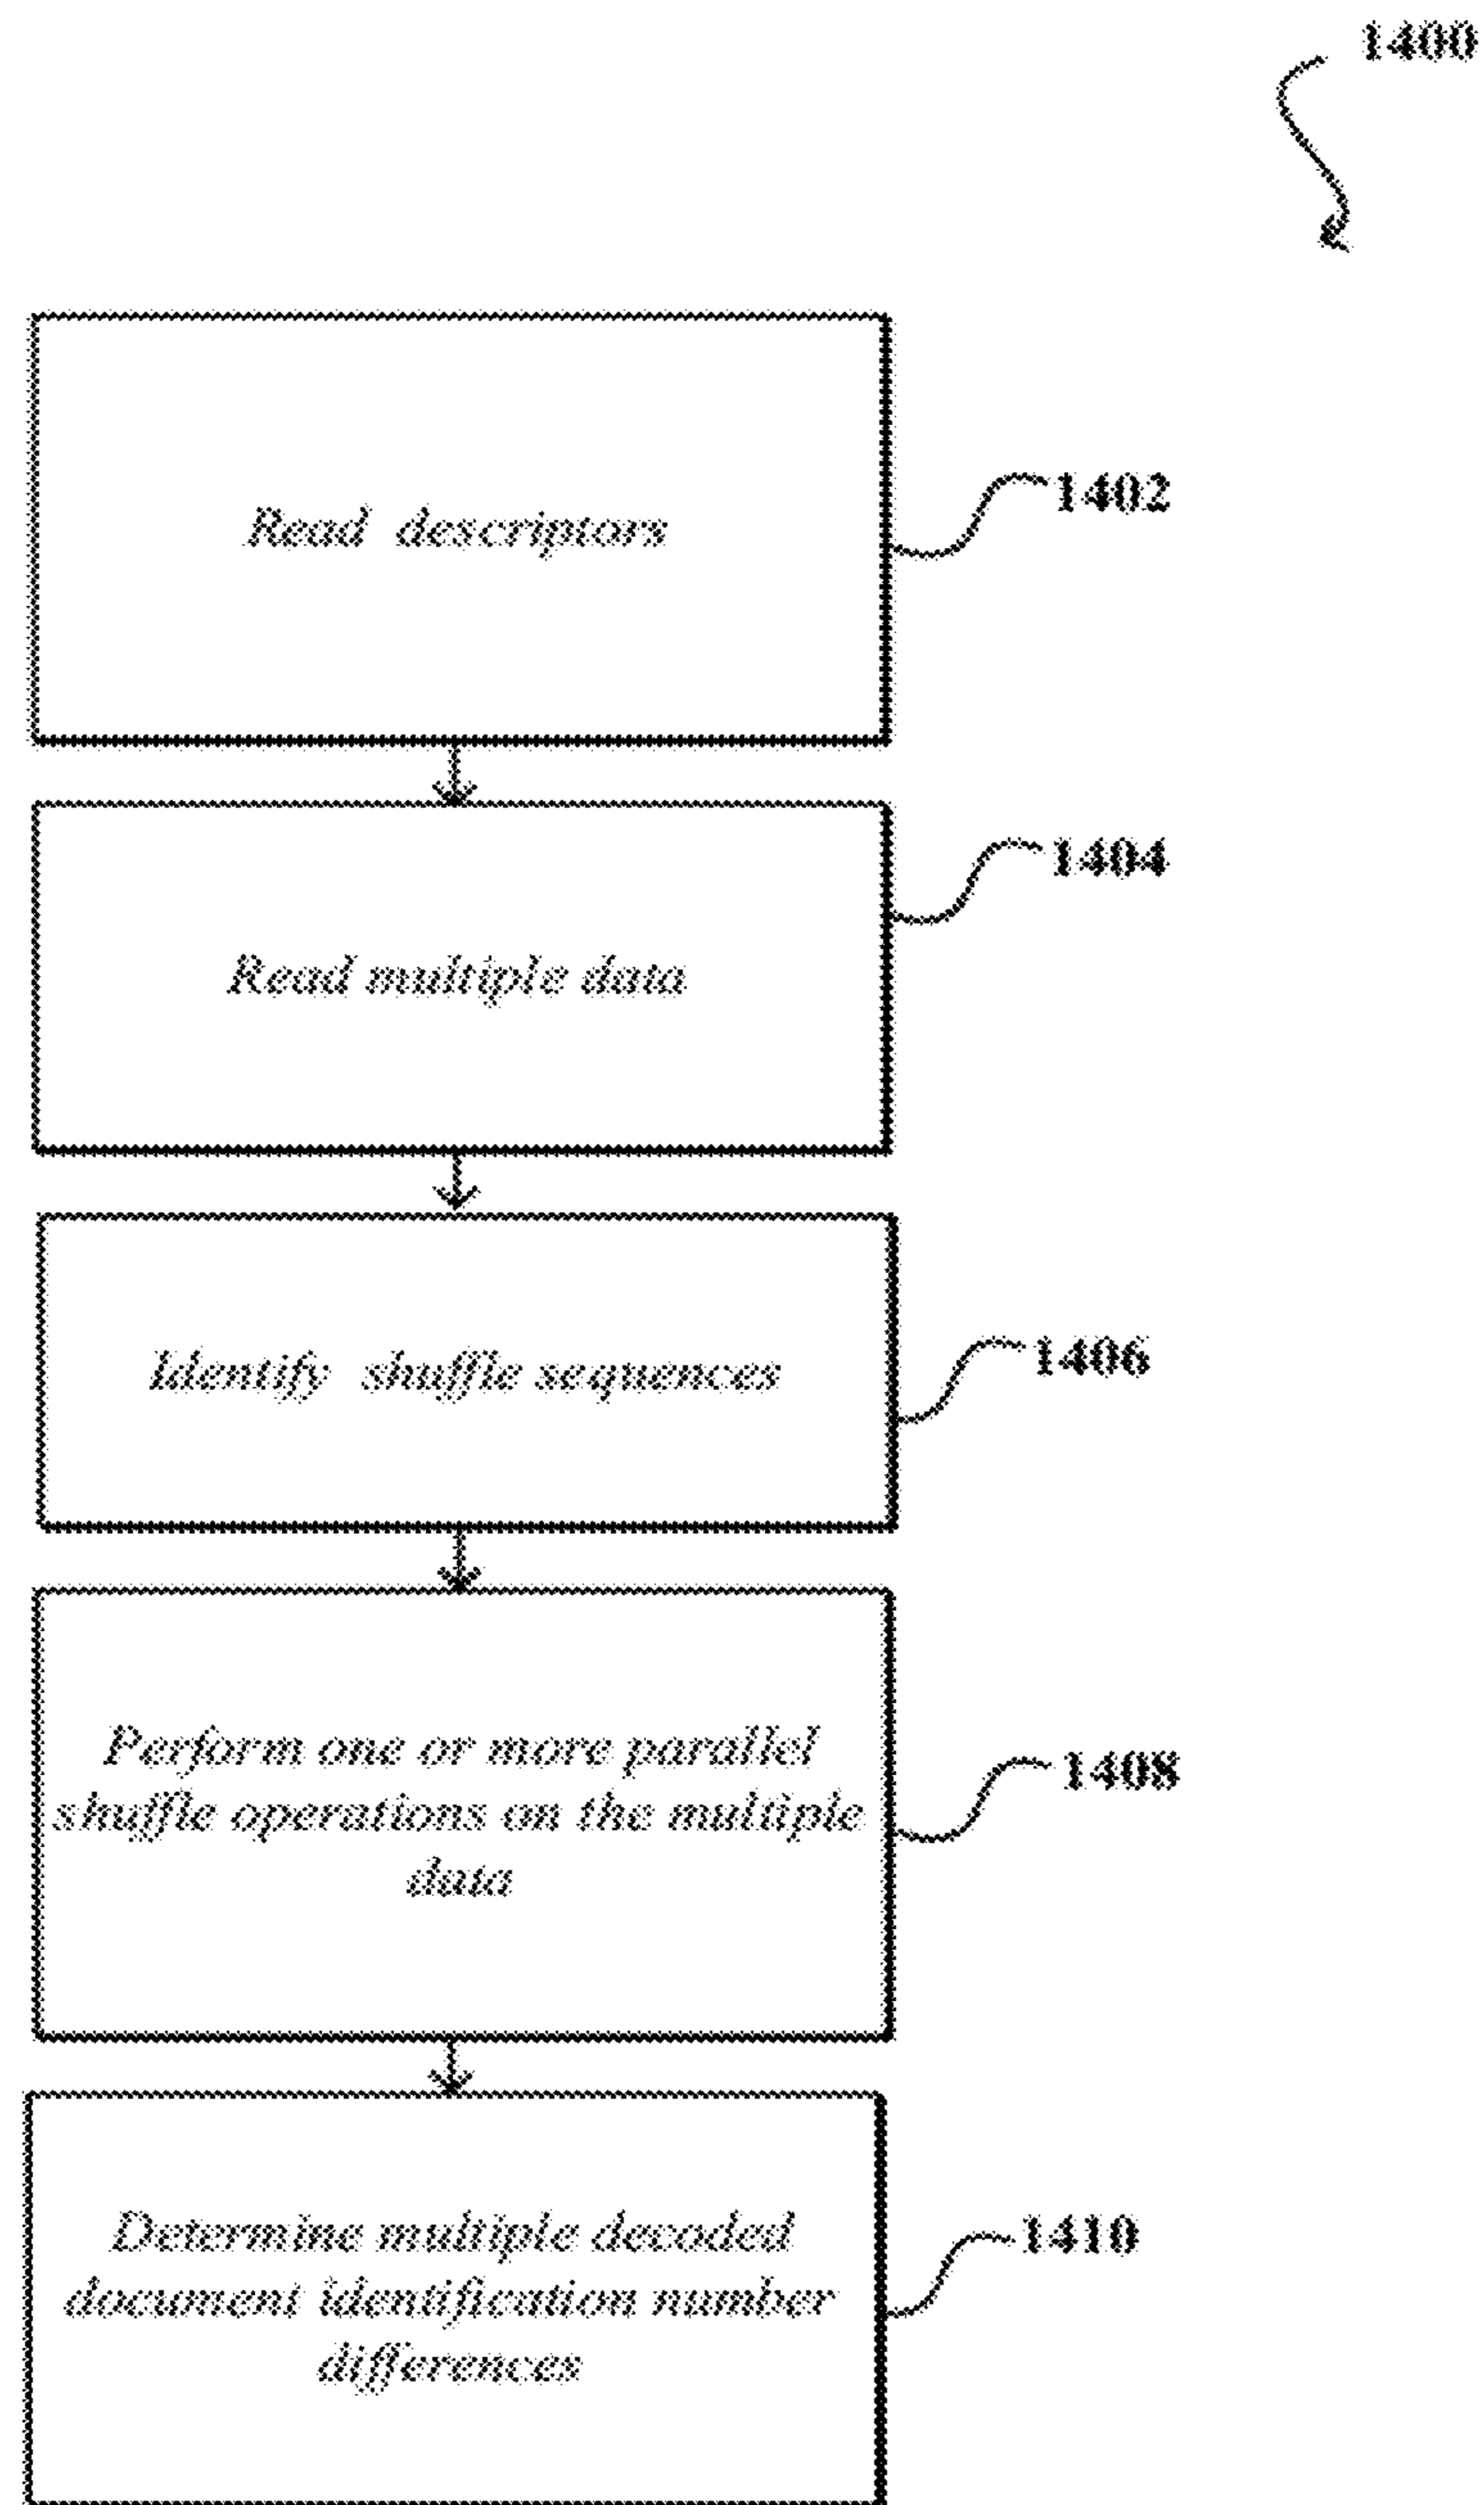 1400
Read descriptors
1402
Read multiple data
1404
Identify shuffle sequences
1406
Perform one or more parallel
shuffle operations on the multiple
data
1408
Determine multiple decoded
document identification number
differences
1410